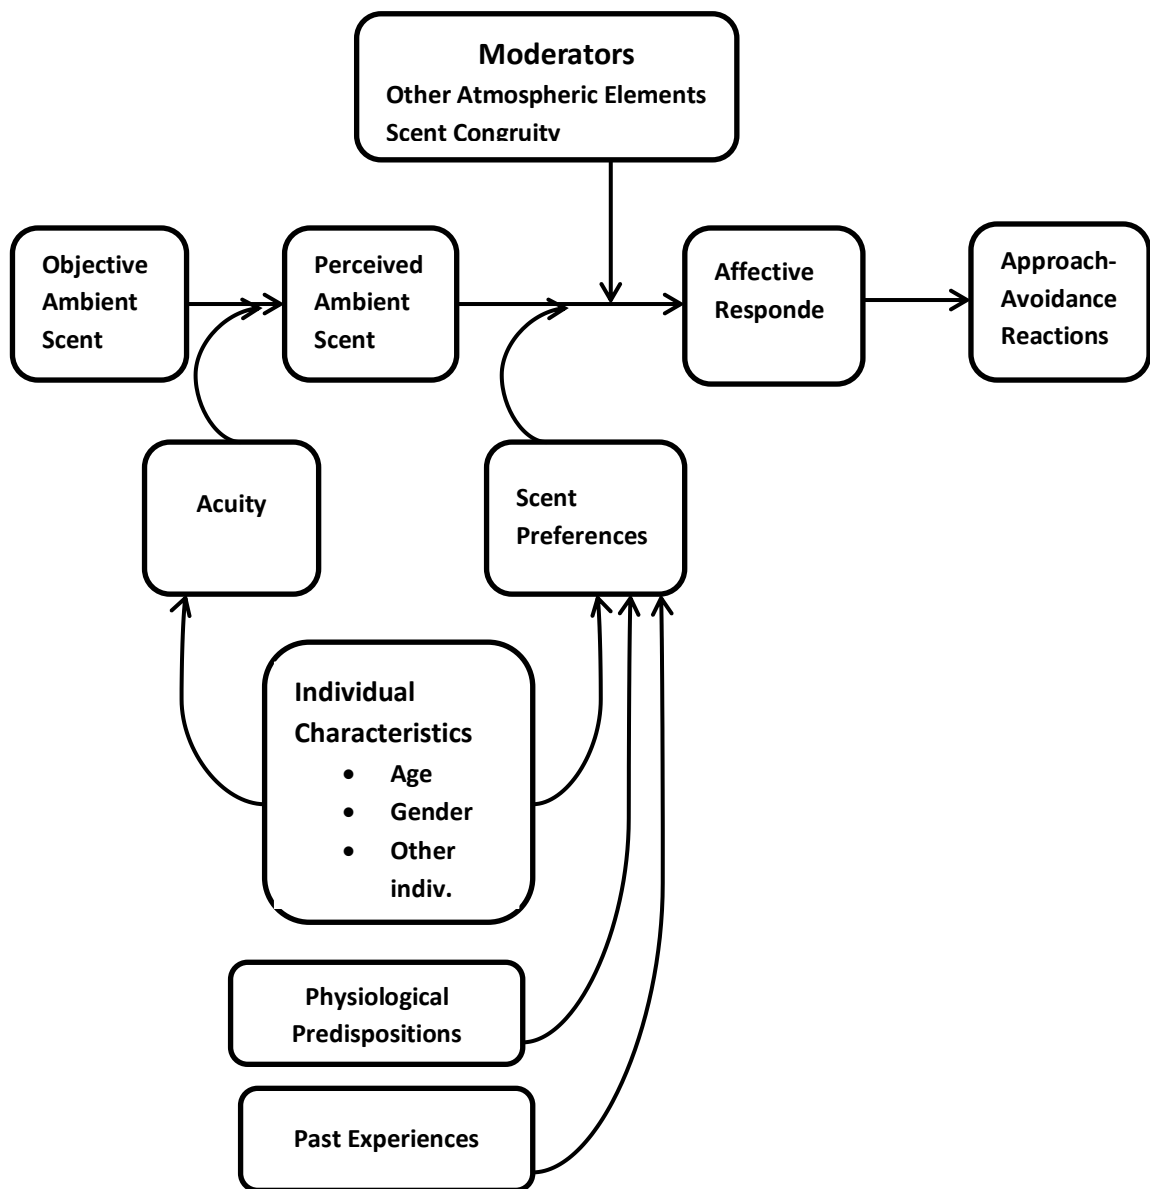 Moderators
Other Atmospheric Elements
Scent Congruity
Objective
Ambient
Scent
Perceived
Ambient
Scent
Affective
Responde
Approach-
Avoidance
Reactions
Acuity
Scent
Preferences
Individual
Characteristics
• Age
• Gender
• Other
indiv.
Physiological
Predispositions
Past Experiences